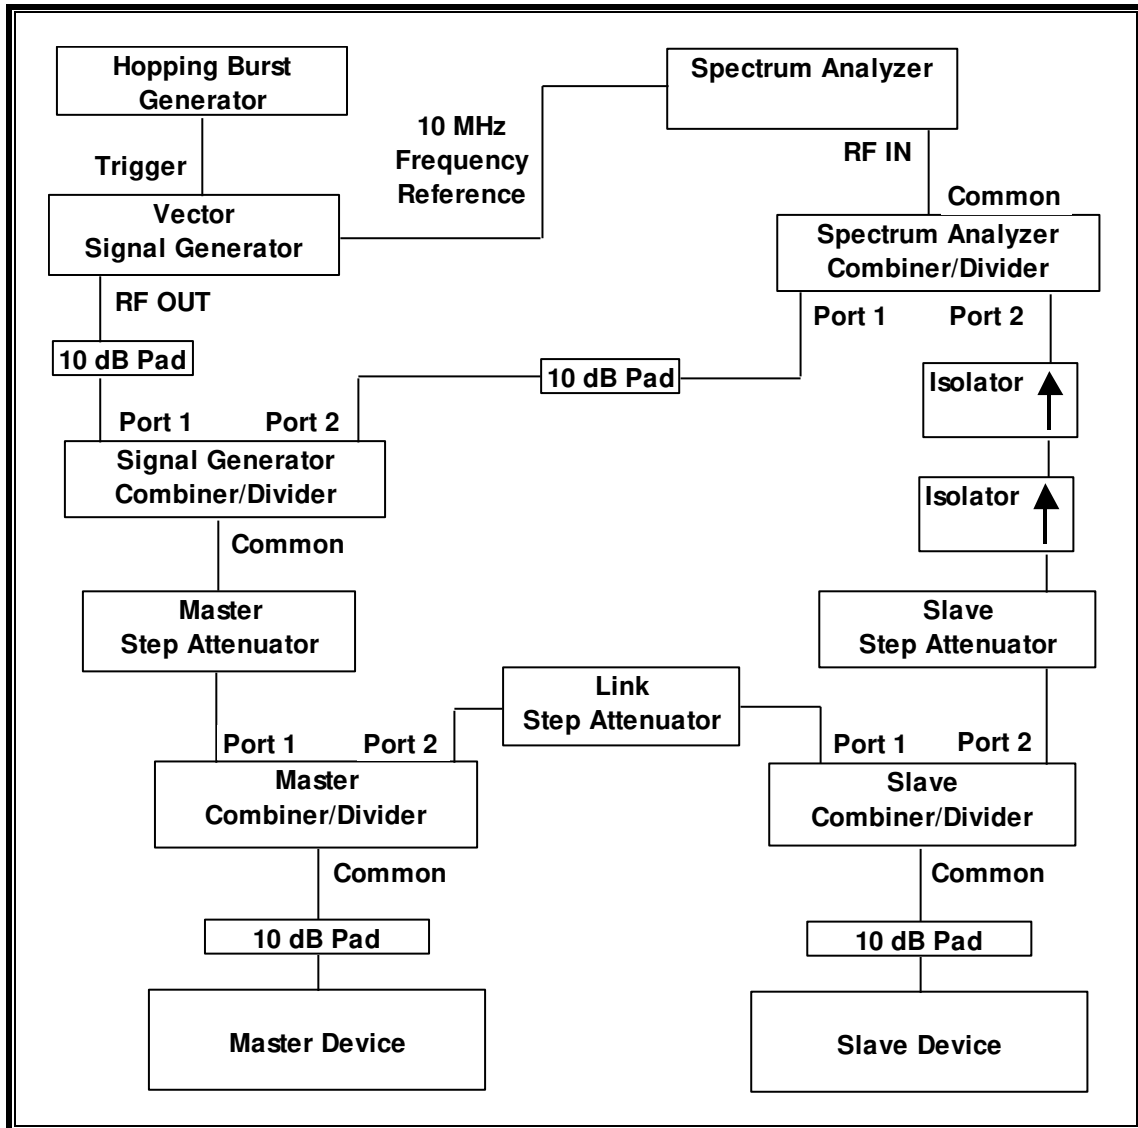 Hopping Burst
Generator
Spectrum Analyzer
10 MHz
Frequency
Reference
Trigger
RF IN
Common
Vector
Signal Generator
Spectrum Analyzer
Combiner/Divider
RF OUT
Port 1
Port 2
10 dB Pad
10 dB Pad
Isolator
Port 1
Port 2
Signal Generator
Combiner/Divider
Isolator
Common
Master
Step Attenuator
Slave
Step Attenuator
Link
Step Attenuator
Port 1
Port 2
Port 1
Port 2
Master
Combiner/Divider
Slave
Combiner/Divider
Common
Common
10 dB Pad
10 dB Pad
Master Device
Slave Device